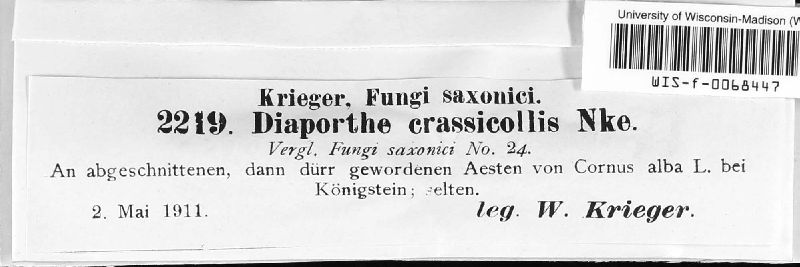 University of Wisconsin-Madison (W
WIS-f-0068447
Krieger, Fungi saxonici.
2219. Diaporthe crassicollis Nke.
Vergl. Fungi saxonici No. 24.
An abgeschnittenen, dann dürr gewordenen Aesten von Cornus alba L. bei
Königstein; selten.
2. Mai 1911.
leg. W. Krieger.